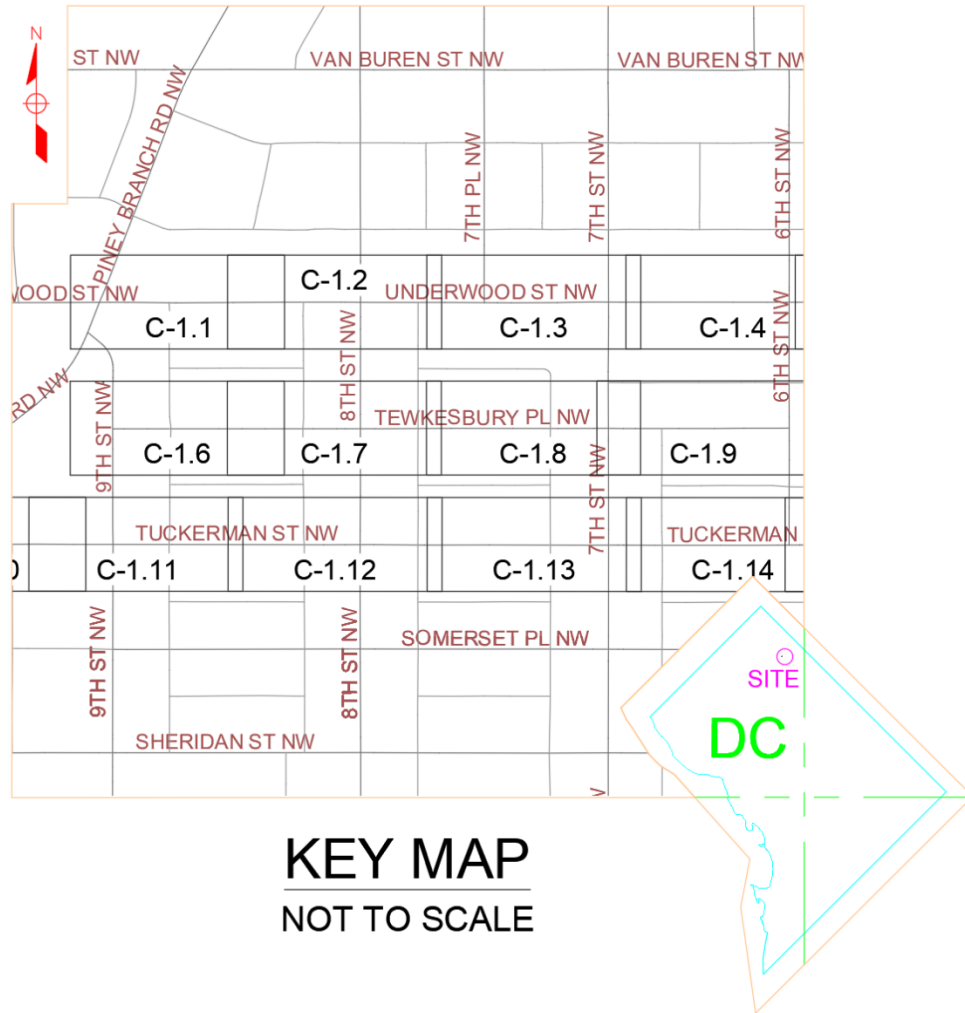 N
ST NW
VAN BUREN ST NW
VAN BUREN ST NW
PINEY BRANCH RD NW
7TH PL NW
7TH ST NW
6TH ST NW
C-1.2
UNDERWOOD ST NW
C-1.1
C-1.3
C-1.4
8TH ST NW
6TH ST NW
RD NW
9TH ST NW
TEWKESBURY PL NW
C-1.6
C-1.7
C-1.8
C-1.9
7TH ST NW
TUCKERMAN ST NW
TUCKERMAN
C-1.11
C-1.12
C-1.13
C-1.14
9TH ST NW
8TH ST NW
SOMERSET PL NW
SITE
DC
SHERIDAN ST NW
KEY MAP
NOT TO SCALE